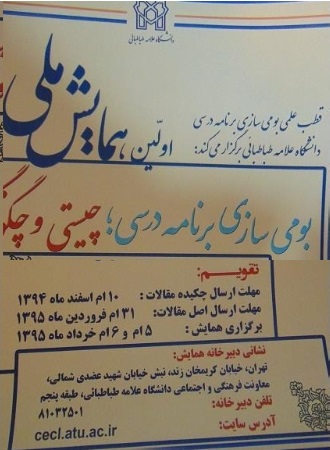 دانشگاه علامه طباطبائی
قطب علمی بومی سازی برنامه درسی
دانشگاه علامه طباطبائی برگزار می کند:
اولین همایش ملی
بومی سازی برنامه درسی؛ چیستی و چگو
تقویم:
مهلت ارسال چکیده مقالات: ۱۰ ام اسفند ماه ۱۳۹۴
مهلت ارسال اصل مقالات: ۳۱ ام فروردین ماه ۱۳۹۵
برگزاری همایش: ۵ ام و ۶ ام خرداد ماه ۱۳۹۵
نشانی دبیرخانه همایش:
تهران، خیابان کریمخان زند، نبش خیابان شهید عضدی شمالی،
معاونت فرهنگی و اجتماعی دانشگاه علامه طباطبائی، طبقه پنجم
تلفن دبیرخانه: ۸۱۰۳۲۵۰۱
آدرس سایت: cecl.atu.ac.ir